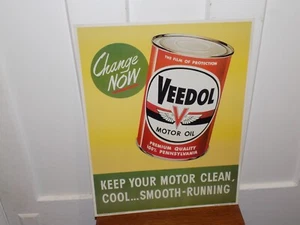 Change
NOW
THE FILM OF PROTECTION
VEEDOL
MOTOR OIL
PREMIUM QUALITY
100% PENNSYLVANIA
KEEP YOUR MOTOR CLEAN,
COOL...SMOOTH-RUNNING